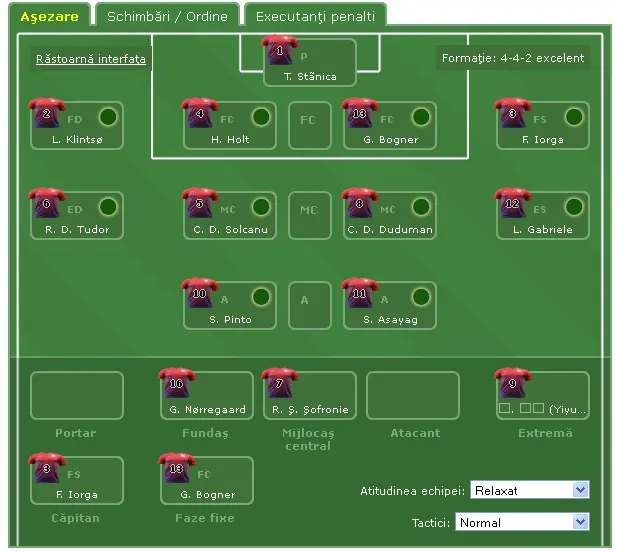 Aşezare
Schimbări / Ordine
Executanţi penalti
Răstoarnă interfaţa
1 P
T. Stănica
Formaţie: 4-4-2 excelent
2 FD
L. Klintsø
4 FC
H. Holt
FC
13 FC
G. Bogner
3 FS
F. Iorga
6 ED
R. D. Tudor
5 MC
C. D. Solcanu
MC
8 MC
C. D. Duduman
12 ES
L. Gabriele
10 A
S. Pinto
A
11 A
S. Asayag
16
G. Nørregaard
7
R. Ş. Şofronie
9
(Yiyu...
Portar
Fundaş
Mijlocaş
central
Atacant
Extremă
3 FS
F. Iorga
13 FC
G. Bogner
Căpitan
Faze fixe
Atitudinea echipei: Relaxat
Tactici: Normal